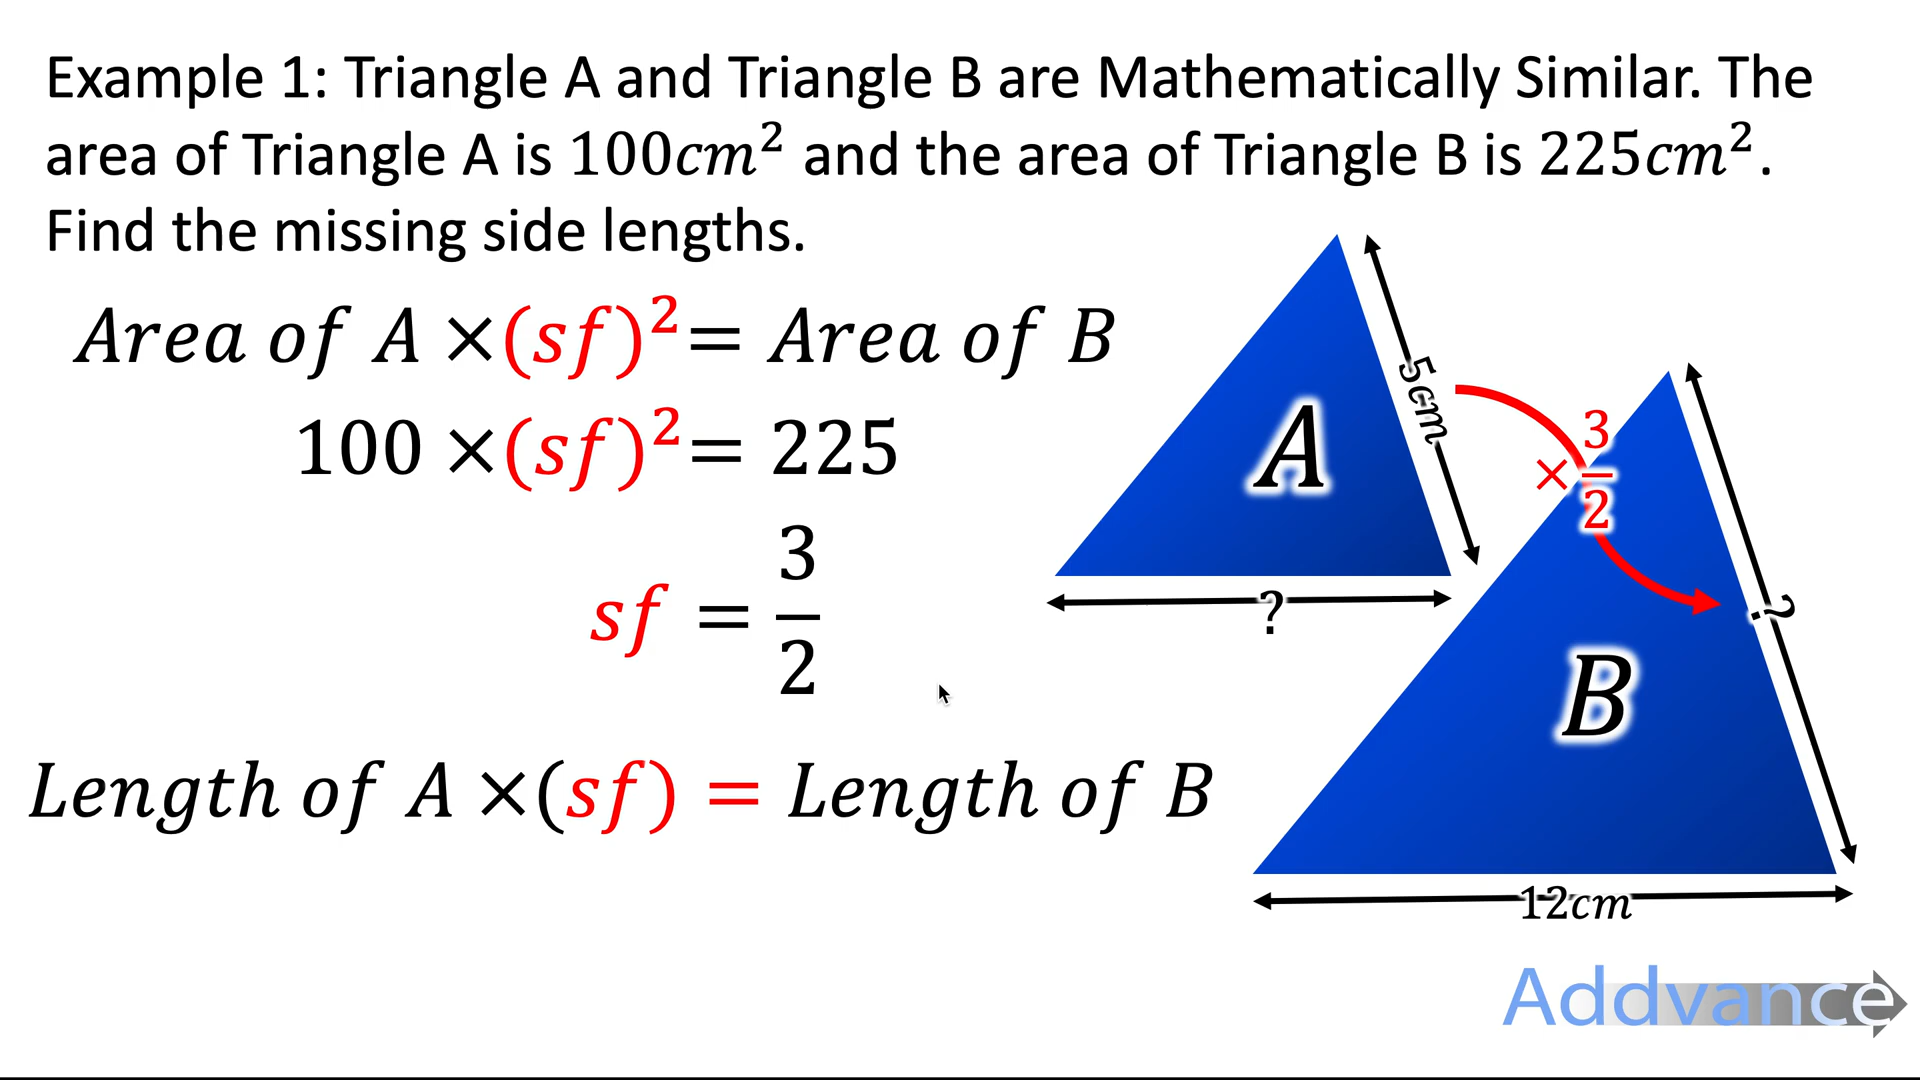 Example 1: Triangle A and Triangle B are Mathematically Similar. The
area of Triangle A is 100cm² and the area of Triangle B is 225cm².
Find the missing side lengths.
Area of A ×(sf)²= Area of B
100 ×(sf)²= 225
sf = 3/2
Length of A ×(sf) = Length of B
A
5cm
?
× 3/2
B
?
12cm
Addvance